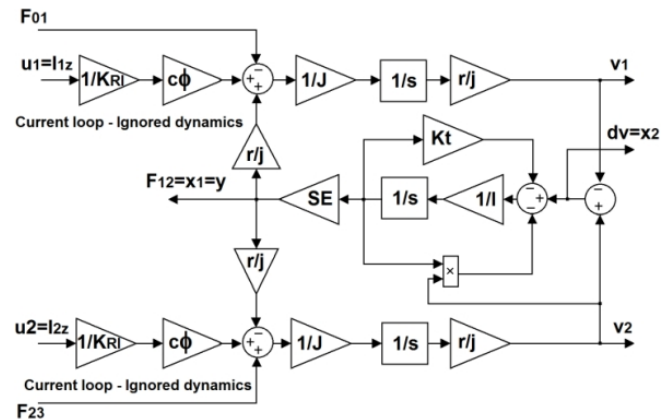 F01
u1=I1z
1/KRI
cϕ
1/J
1/s
r/j
v1
Current loop - Ignored dynamics
r/j
Kt
dv=x2
F12=x1=y
SE
1/s
1/l
r/j
×
u2=I2z
1/KRI
cϕ
1/J
1/s
r/j
v2
Current loop - Ignored dynamics
F23